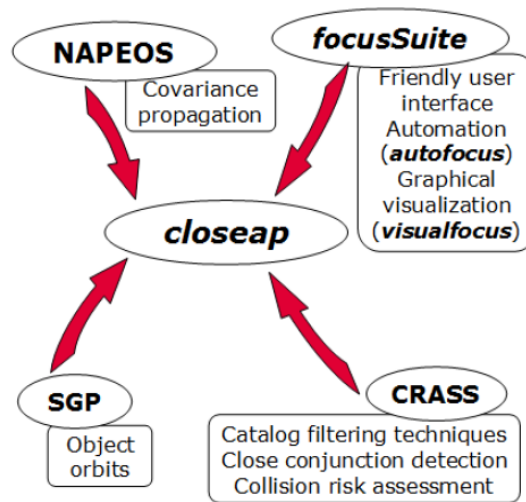 NAPEOS
Covariance
propagation
focusSuite
Friendly user
interface
Automation
(autofocus)
Graphical
visualization
(visualfocus)
closeap
SGP
Object
orbits
CRASS
Catalog filtering techniques
Close conjunction detection
Collision risk assessment